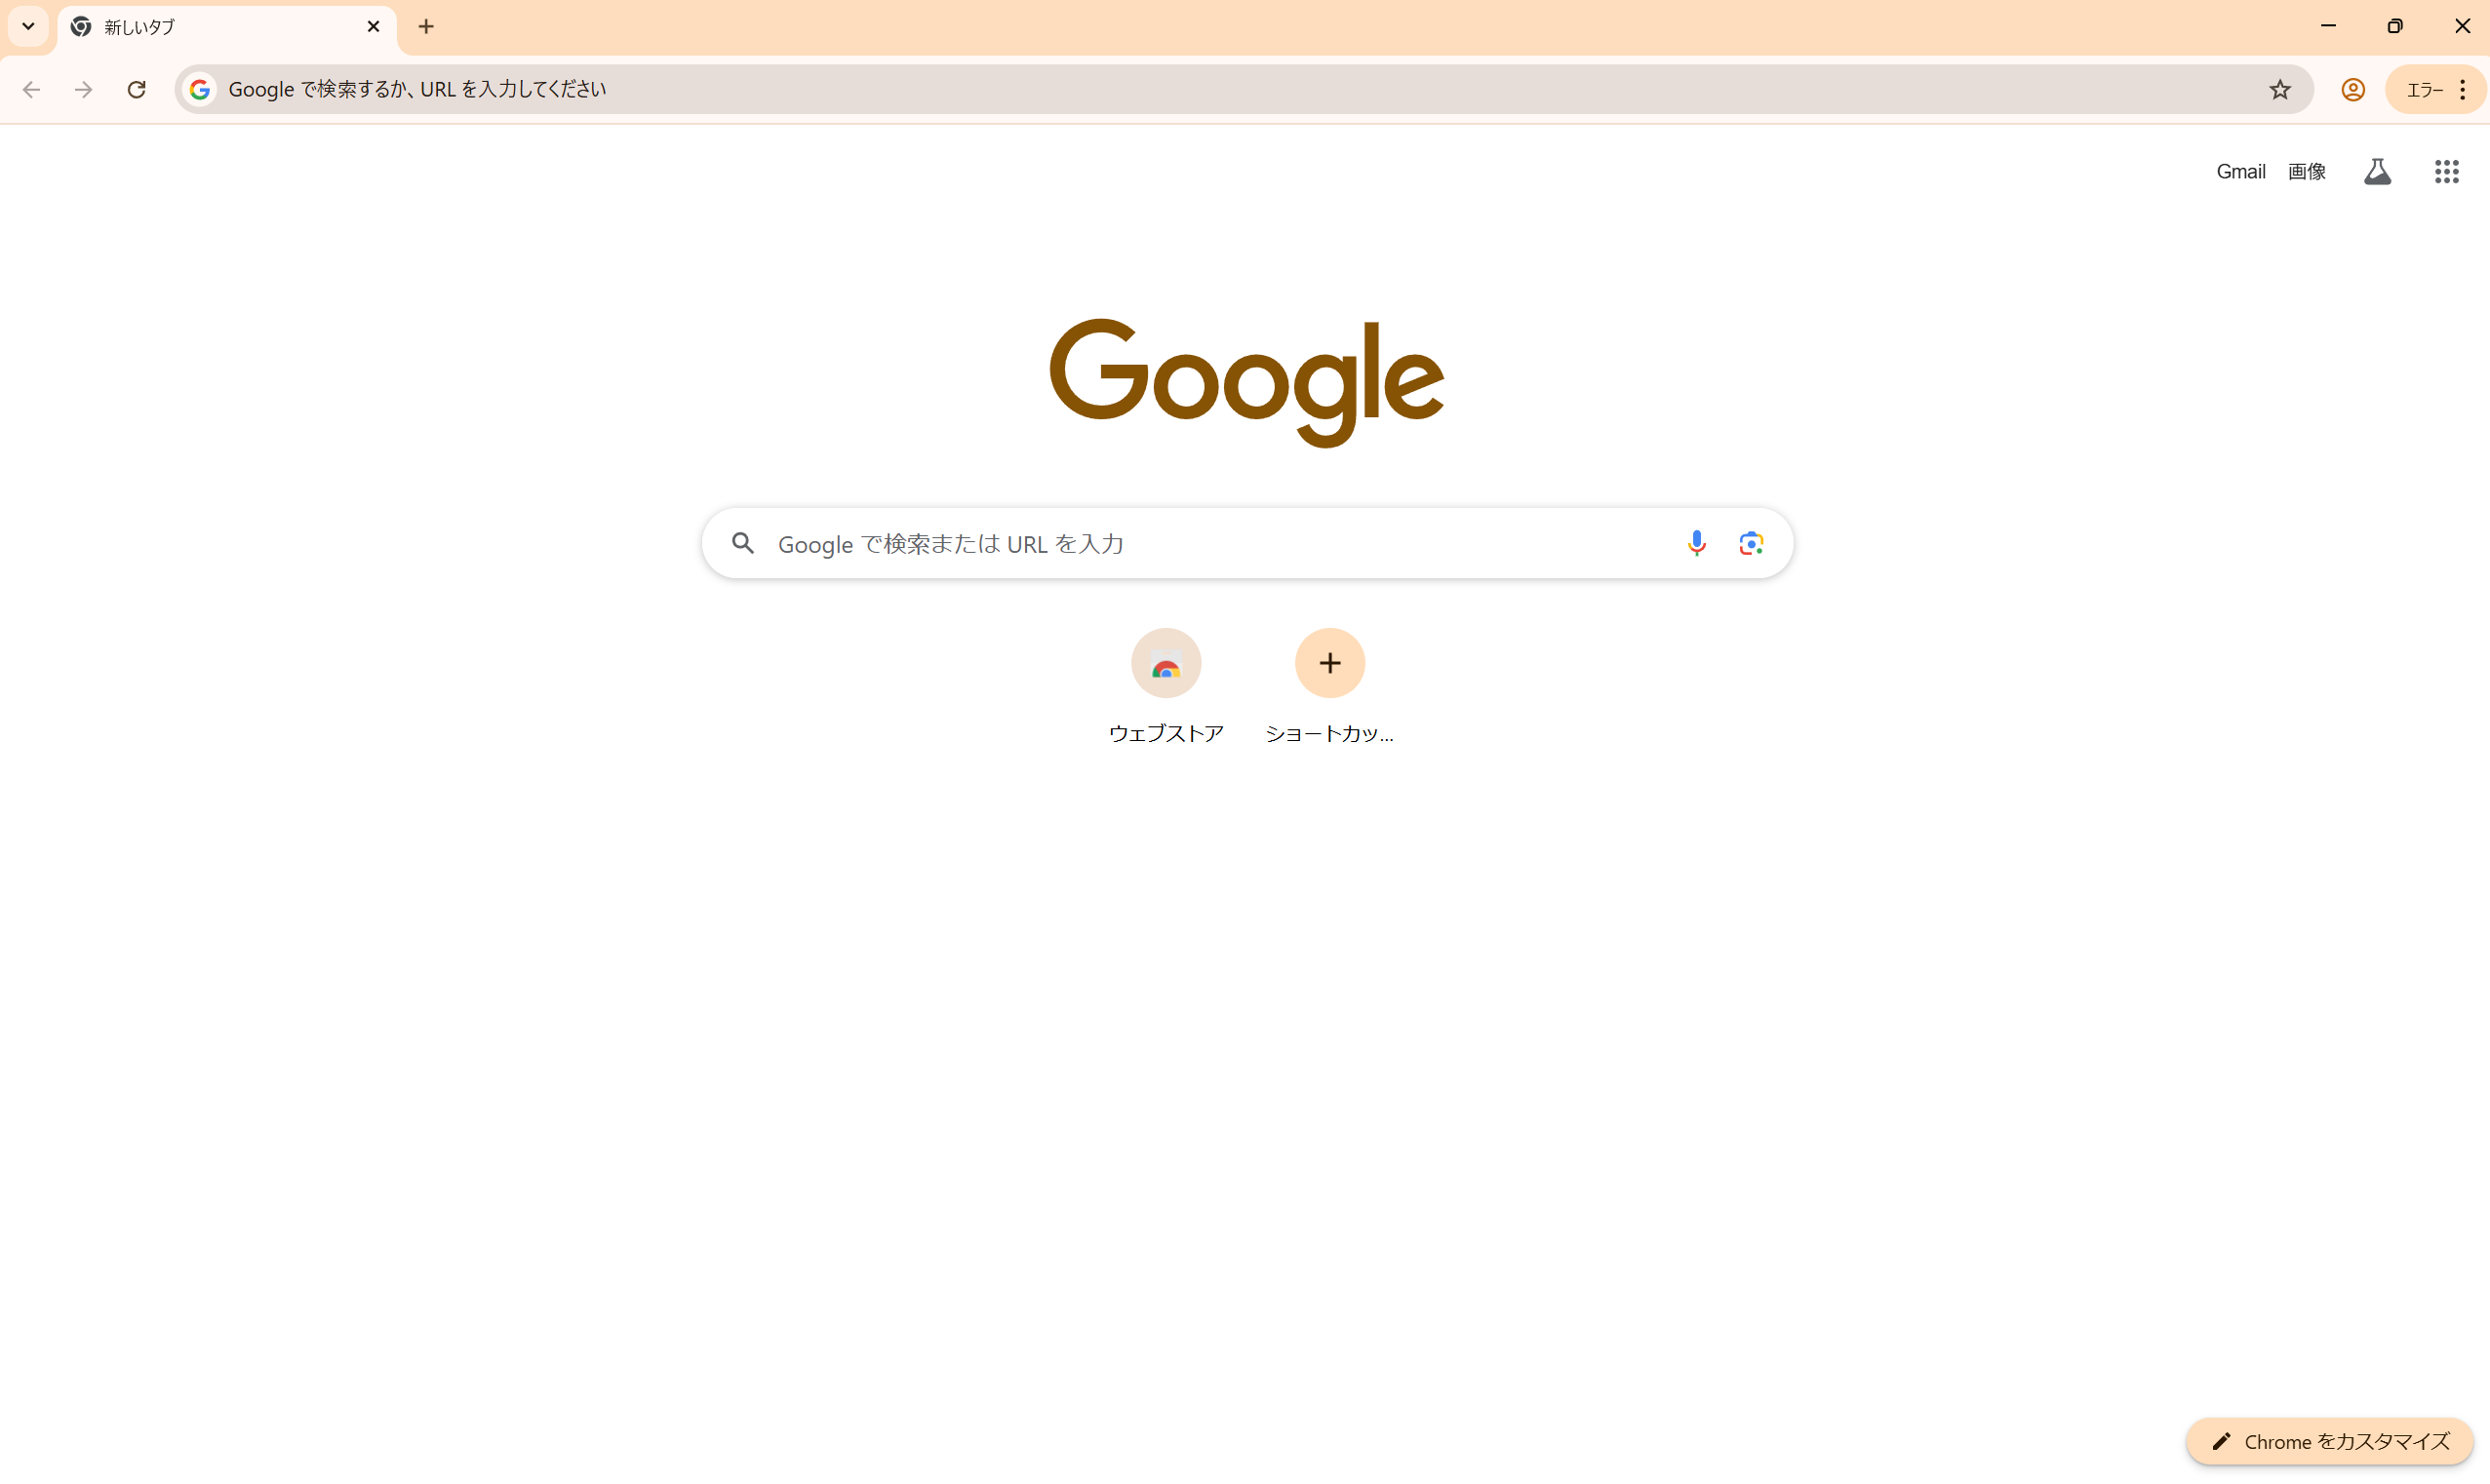 新しいタブ
Google で検索するか、URL を入力してください
エラー
Gmail 画像
Google
Google で検索または URL を入力
ウェブストア ショートカッ...
Chrome をカスタマイズ